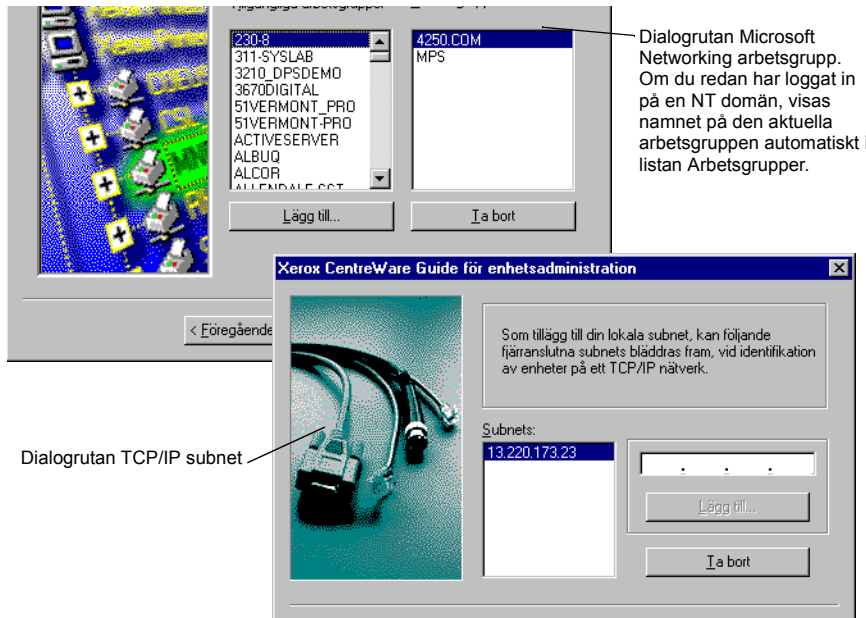 230-8
311-SYSLAB
3210_DPSDEMO
3670DIGITAL
51VERMONT_PRO
51VERMONT-PRO
ACTIVESERVER
ALBUQ
ALCOR
4250.COM
MPS
Lägg till...
Ta bort
< Föregående
Dialogrutan Microsoft
Networking arbetsgrupp.
Om du redan har loggat in
på en NT domän, visas
namnet på den aktuella
arbetsgruppen automatiskt i
listan Arbetsgrupper.
Xerox CentreWare Guide för enhetsadministration
Som tillägg till din lokala subnet, kan följande
fjärranslutna subnets bläddras fram, vid identifikation
av enheter på ett TCP/IP nätverk.
Subnets:
13.220.173.23
. . .
Lägg till...
Ta bort
Dialogrutan TCP/IP subnet